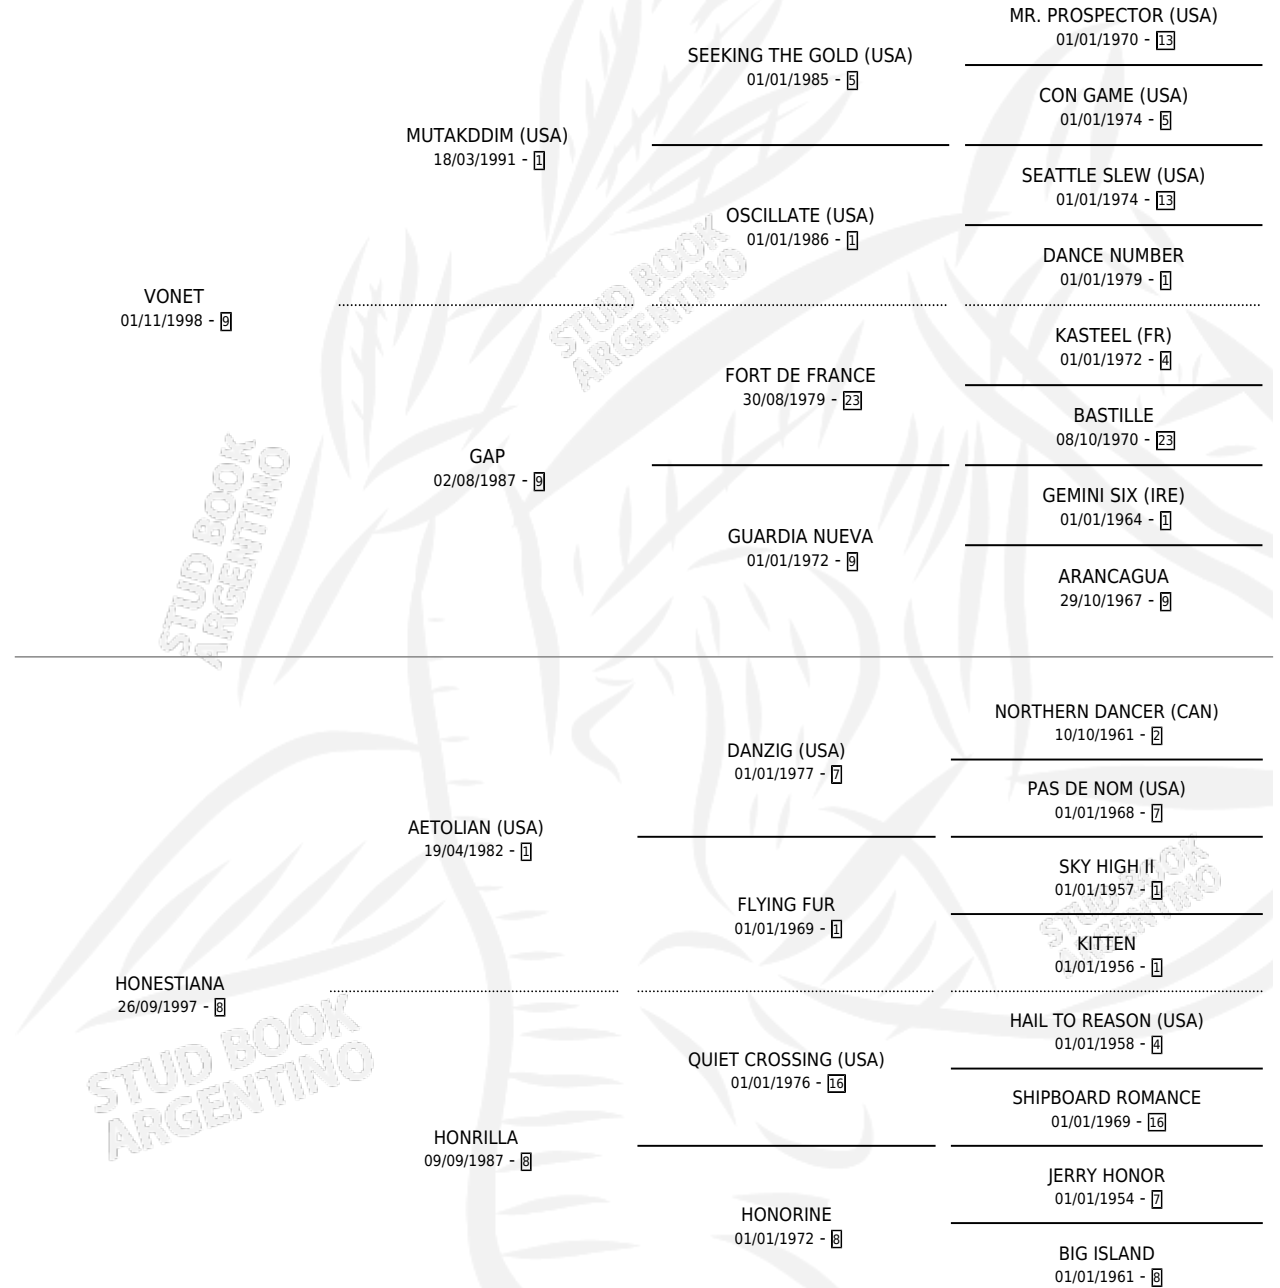 MR. PROSPECTOR (USA)
01/01/1970 - 13
SEEKING THE GOLD (USA)
01/01/1985 - 5
CON GAME (USA)
01/01/1974 - 5
MUTAKDDIM (USA)
18/03/1991 - 1
SEATTLE SLEW (USA)
01/01/1974 - 13
OSCILLATE (USA)
01/01/1986 - 1
DANCE NUMBER
01/01/1979 - 1
VONET
01/11/1998 - 9
STUD BOOK
ARGENTINO
KASTEEL (FR)
01/01/1972 - 4
FORT DE FRANCE
30/08/1979 - 23
BASTILLE
08/10/1970 - 23
GAP
02/08/1987 - 9
GEMINI SIX (IRE)
01/01/1964 - 1
GUARDIA NUEVA
01/01/1972 - 9
ARANCAGUA
29/10/1967 - 9
STUD BOOK
ARGENTINO
NORTHERN DANCER (CAN)
10/10/1961 - 2
DANZIG (USA)
01/01/1977 - 7
PAS DE NOM (USA)
01/01/1968 - 7
AETOLIAN (USA)
19/04/1982 - 1
SKY HIGH II
01/01/1957 - 1
FLYING FUR
01/01/1969 - 1
KITTEN
01/01/1956 - 1
STUD BOOK
ARGENTINO
HONESTIANA
26/09/1997 - 8
HAIL TO REASON (USA)
01/01/1958 - 4
QUIET CROSSING (USA)
01/01/1976 - 16
SHIPBOARD ROMANCE
01/01/1969 - 16
STUD BOOK
ARGENTINO
HONRILLA
09/09/1987 - 8
JERRY HONOR
01/01/1954 - 7
HONORINE
01/01/1972 - 8
BIG ISLAND
01/01/1961 - 8